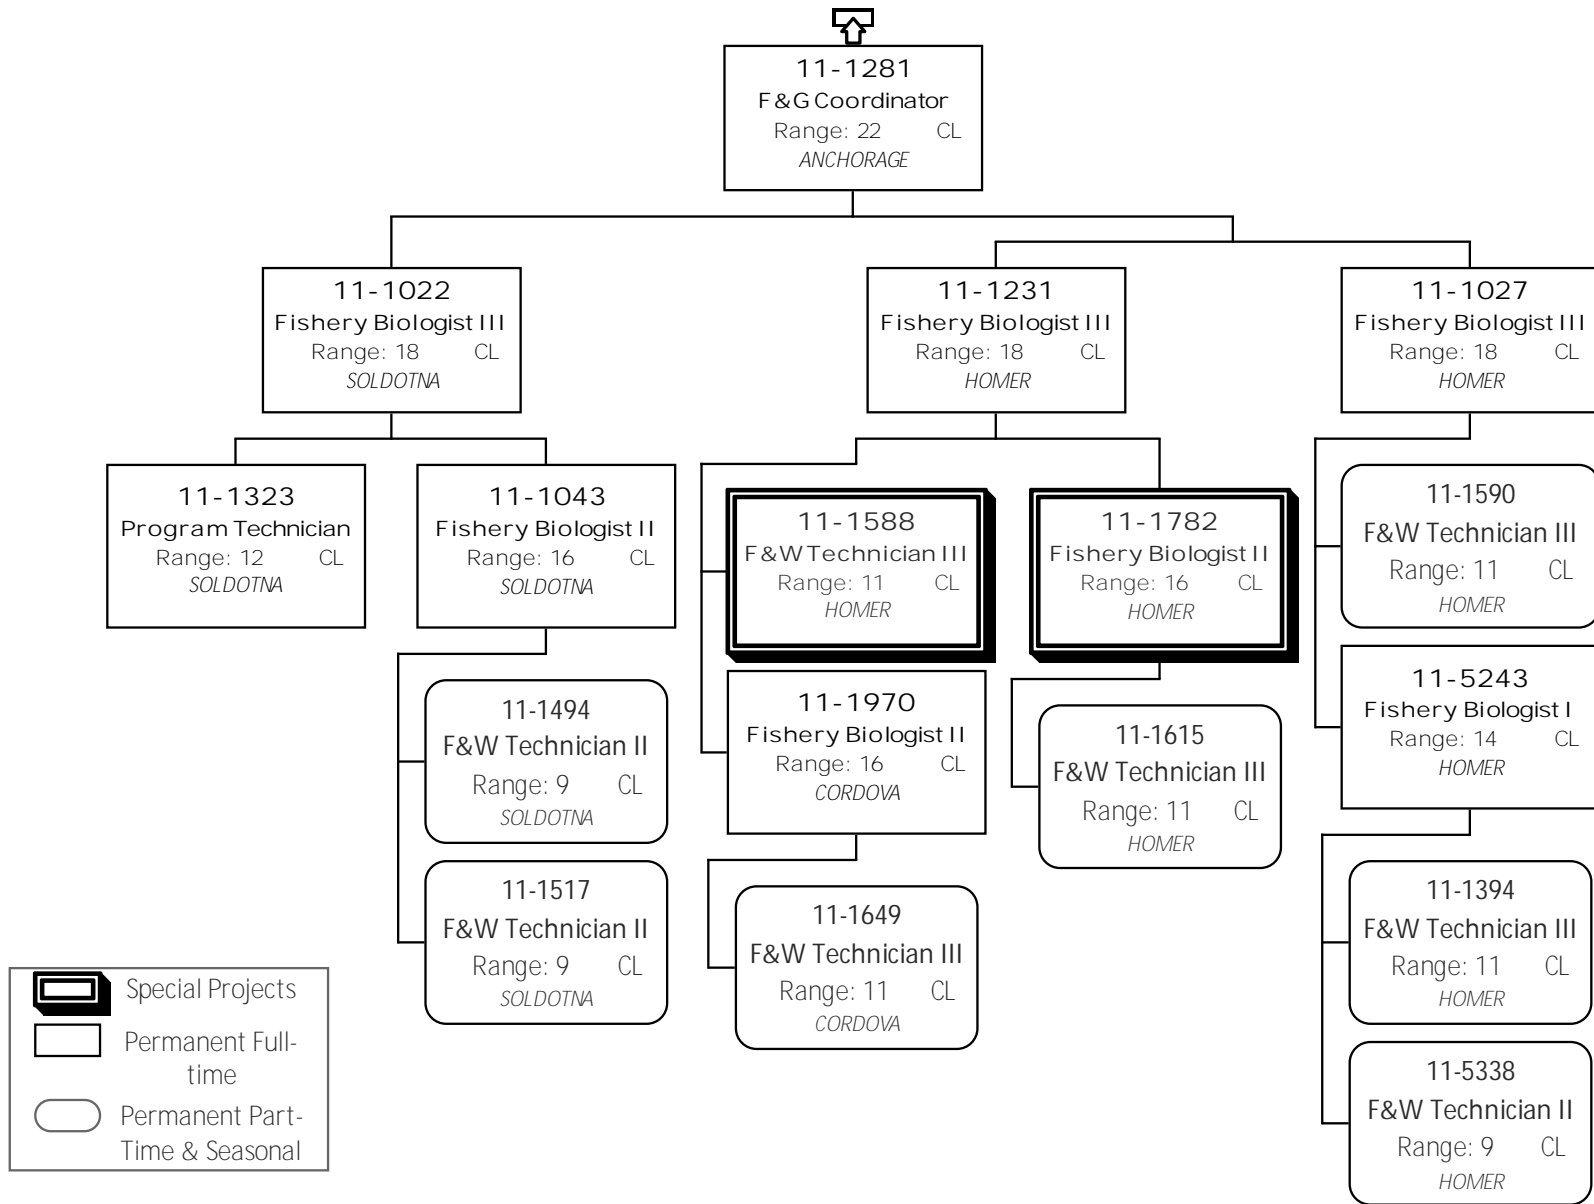 11-1281
F&G Coordinator
Range: 22 CL
ANCHORAGE
11-1022
Fishery Biologist III
Range: 18 CL
SOLDOTNA
11-1231
Fishery Biologist III
Range: 18 CL
HOMER
11-1027
Fishery Biologist III
Range: 18 CL
HOMER
11-1323
Program Technician
Range: 12 CL
SOLDOTNA
11-1043
Fishery Biologist II
Range: 16 CL
SOLDOTNA
11-1588
F&W Technician III
Range: 11 CL
HOMER
11-1782
Fishery Biologist II
Range: 16 CL
HOMER
11-1590
F&W Technician III
Range: 11 CL
HOMER
11-1494
F&W Technician II
Range: 9 CL
SOLDOTNA
11-1970
Fishery Biologist II
Range: 16 CL
CORDOVA
11-1615
F&W Technician III
Range: 11 CL
HOMER
11-5243
Fishery Biologist I
Range: 14 CL
HOMER
11-1517
F&W Technician II
Range: 9 CL
SOLDOTNA
11-1649
F&W Technician III
Range: 11 CL
CORDOVA
11-1394
F&W Technician III
Range: 11 CL
HOMER
11-5338
F&W Technician II
Range: 9 CL
HOMER
Special Projects
Permanent Full-
time
Permanent Part-
Time & Seasonal